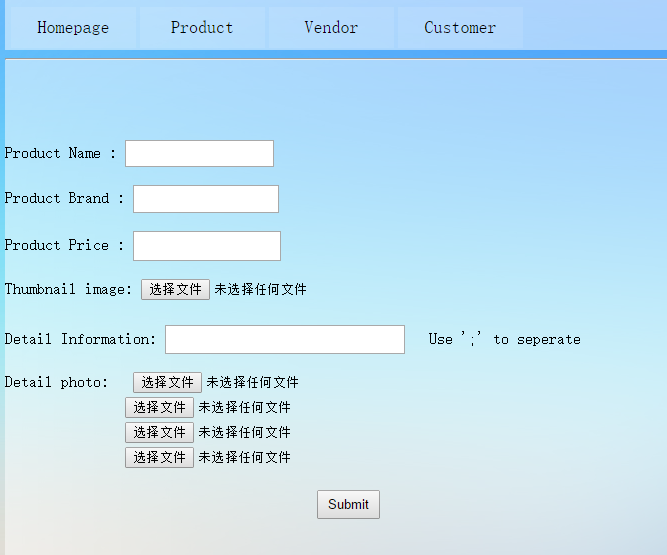 Homepage Product Vendor Customer
Product Name :
Product Brand :
Product Price :
Thumbnail image: 选择文件 未选择任何文件
Detail Information: Use ';' to seperate
Detail photo: 选择文件 未选择任何文件
选择文件 未选择任何文件
选择文件 未选择任何文件
选择文件 未选择任何文件
Submit